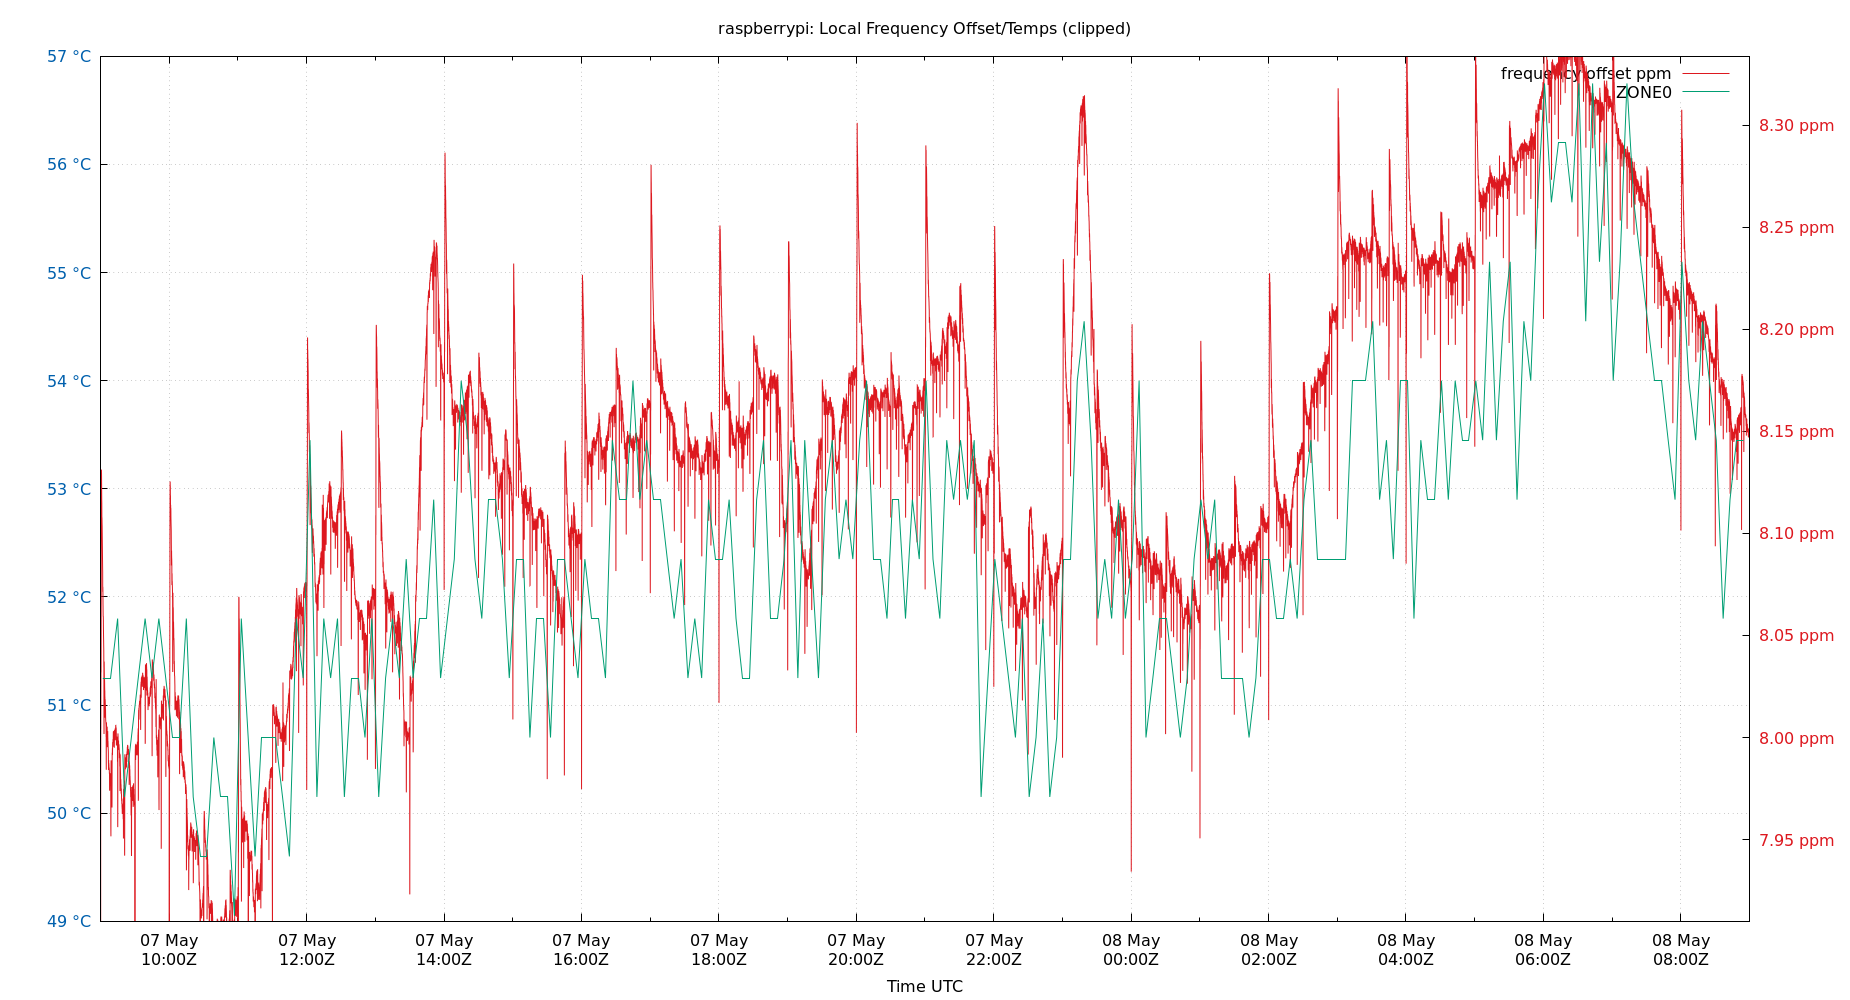 raspberrypi: Local Frequency Offset/Temps (clipped)
57 °C
56 °C
55 °C
54 °C
53 °C
52 °C
51 °C
50 °C
49 °C
frequency offset ppm
ZONE0
8.30 ppm
8.25 ppm
8.20 ppm
8.15 ppm
8.10 ppm
8.05 ppm
8.00 ppm
7.95 ppm
07 May
10:00Z
07 May
12:00Z
07 May
14:00Z
07 May
16:00Z
07 May
18:00Z
07 May
20:00Z
07 May
22:00Z
08 May
00:00Z
08 May
02:00Z
08 May
04:00Z
08 May
06:00Z
08 May
08:00Z
Time UTC